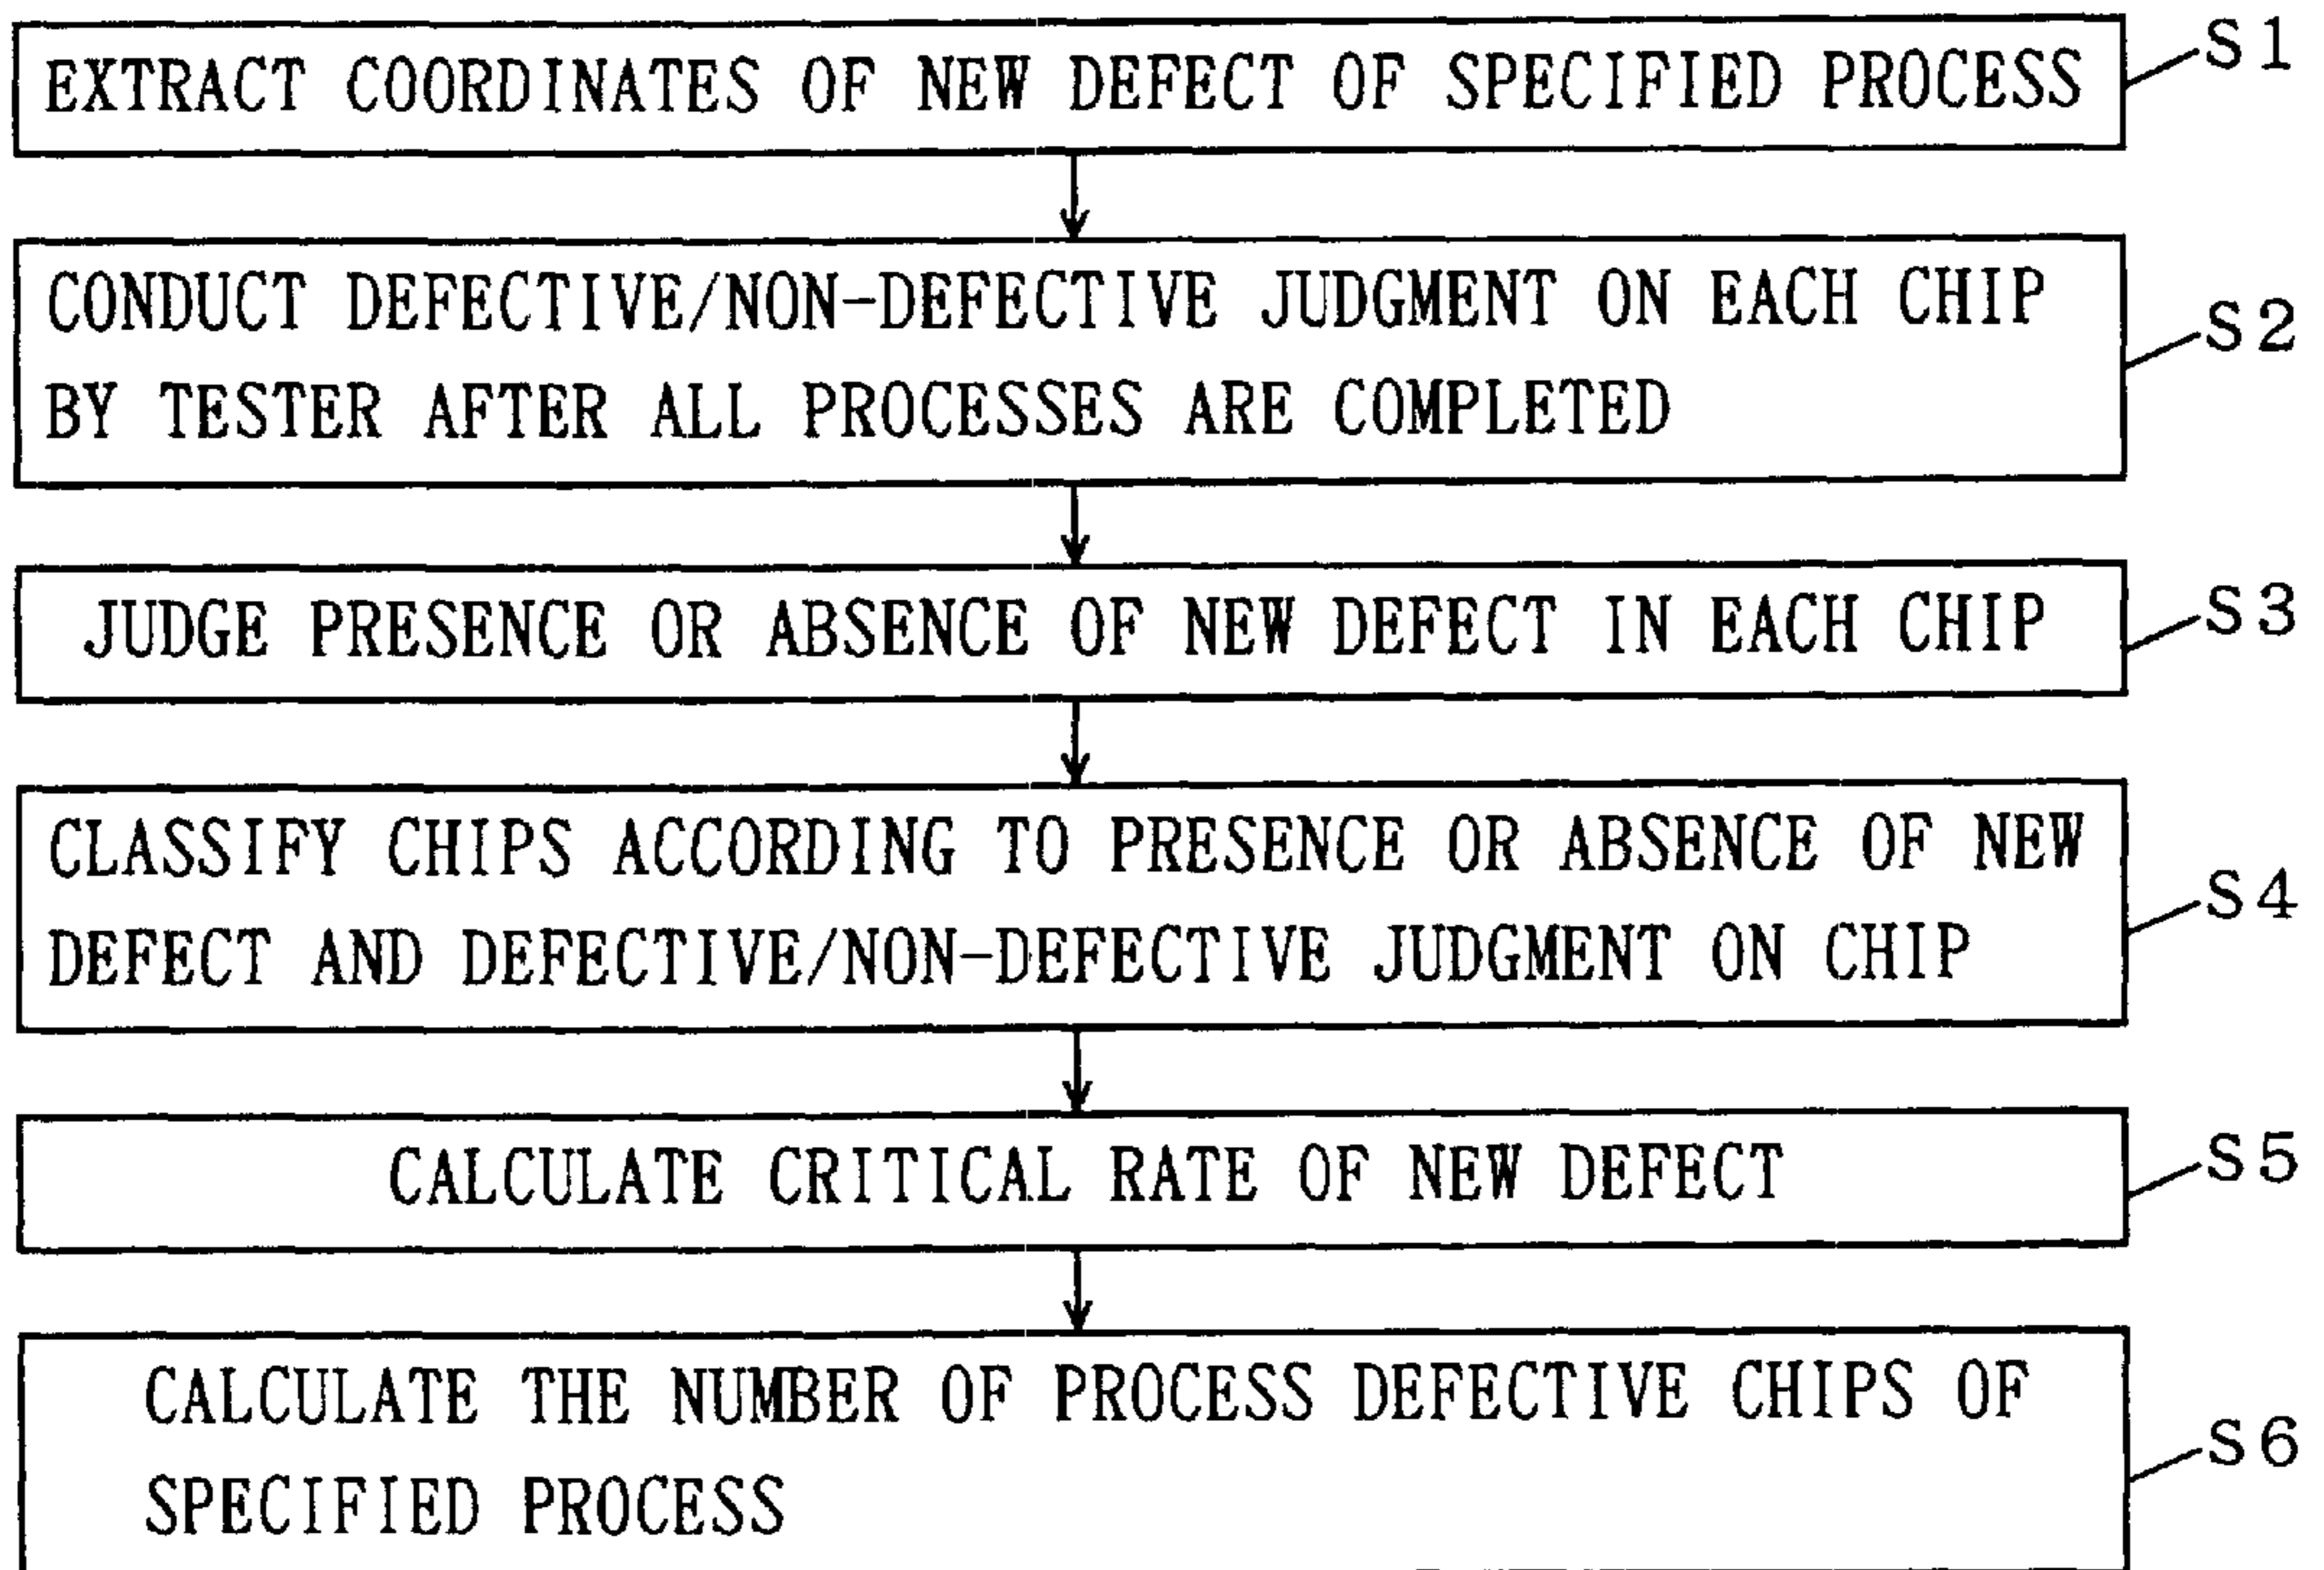 EXTRACT COORDINATES OF NEW DEFECT OF SPECIFIED PROCESS
S1
CONDUCT DEFECTIVE/NON-DEFECTIVE JUDGMENT ON EACH CHIP
BY TESTER AFTER ALL PROCESSES ARE COMPLETED
S2
JUDGE PRESENCE OR ABSENCE OF NEW DEFECT IN EACH CHIP
S3
CLASSIFY CHIPS ACCORDING TO PRESENCE OR ABSENCE OF NEW
DEFECT AND DEFECTIVE/NON-DEFECTIVE JUDGMENT ON CHIP
S4
CALCULATE CRITICAL RATE OF NEW DEFECT
S5
CALCULATE THE NUMBER OF PROCESS DEFECTIVE CHIPS OF
SPECIFIED PROCESS
S6